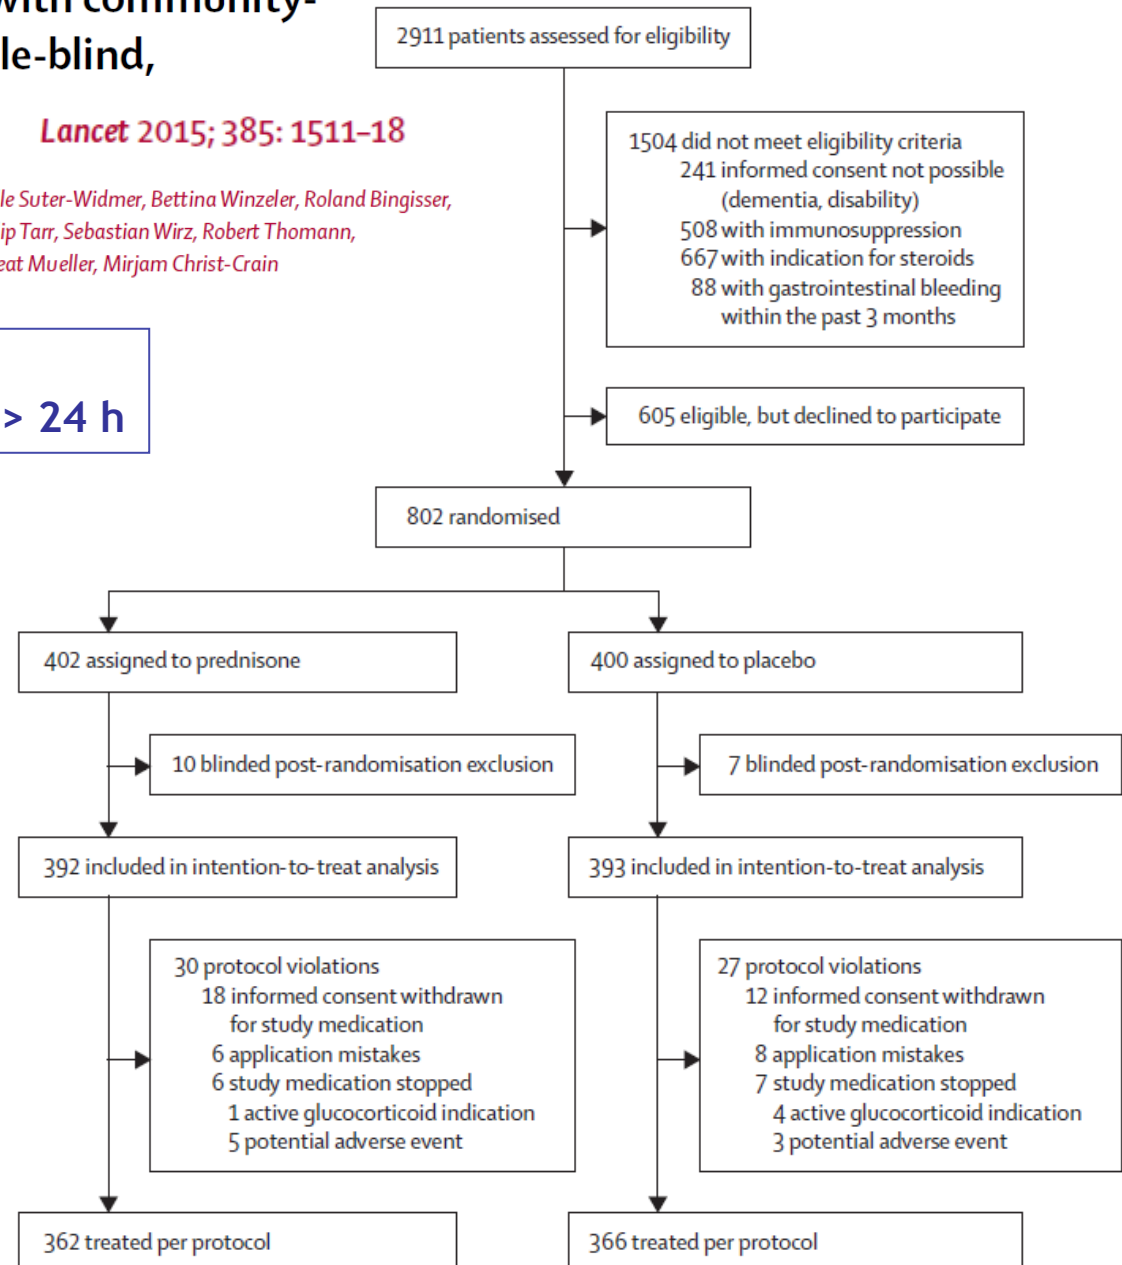 with community-
le-blind,
Lancet 2015; 385: 1511–18
le Suter-Widmer, Bettina Winzeler, Roland Bingisser,
ip Tarr, Sebastian Wirz, Robert Thomann,
eat Mueller, Mirjam Christ-Crain
> 24 h
2911 patients assessed for eligibility
1504 did not meet eligibility criteria
241 informed consent not possible
(dementia, disability)
508 with immunosuppression
667 with indication for steroids
88 with gastrointestinal bleeding
within the past 3 months
605 eligible, but declined to participate
802 randomised
402 assigned to prednisone
400 assigned to placebo
10 blinded post-randomisation exclusion
7 blinded post-randomisation exclusion
392 included in intention-to-treat analysis
393 included in intention-to-treat analysis
30 protocol violations
18 informed consent withdrawn
for study medication
6 application mistakes
6 study medication stopped
1 active glucocorticoid indication
5 potential adverse event
27 protocol violations
12 informed consent withdrawn
for study medication
8 application mistakes
7 study medication stopped
4 active glucocorticoid indication
3 potential adverse event
362 treated per protocol
366 treated per protocol